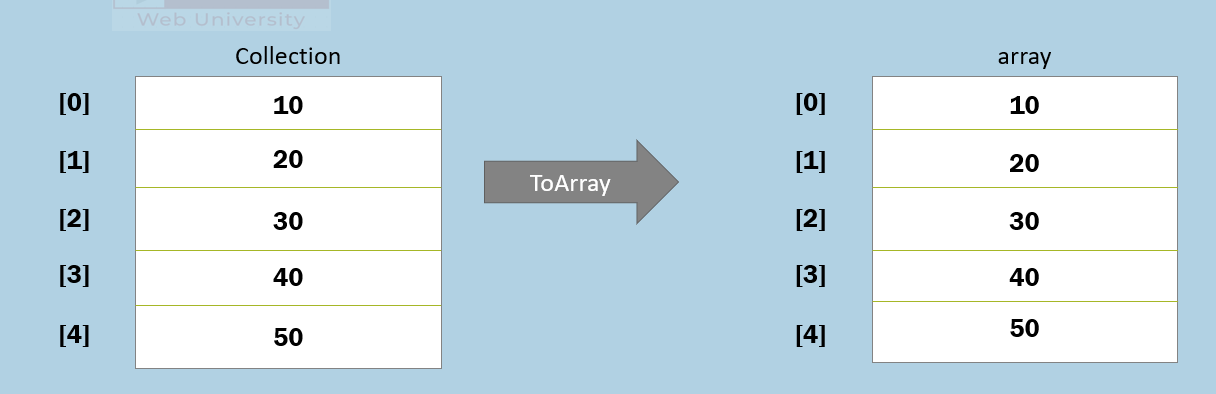 Web University
Collection
array
[0] 10
[0] 10
[1] 20
[1] 20
ToArray
[2] 30
[2] 30
[3] 40
[3] 40
[4] 50
[4] 50